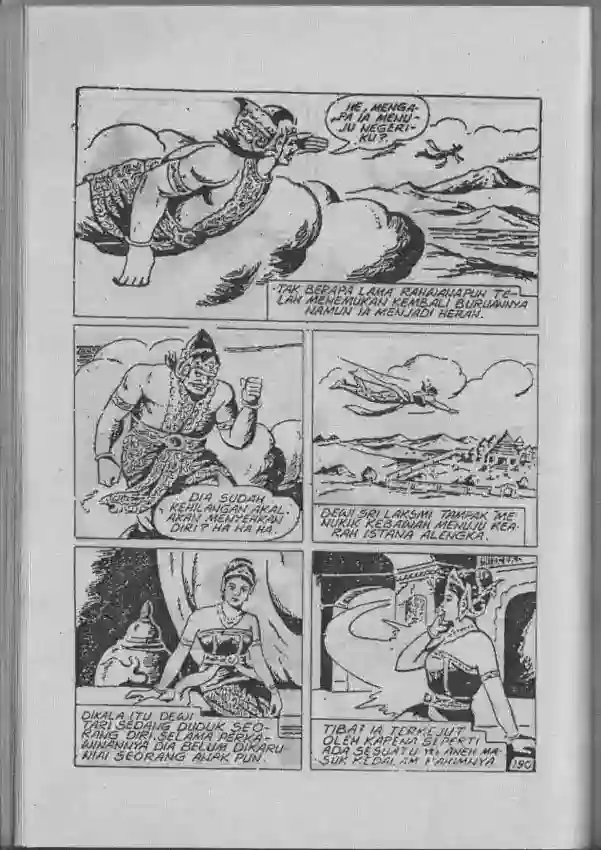 HE, MENGA-
PA IA MENU-
JU NEGERI-
KU?.
TAK BERAPA LAMA RAHWANAPUN TE-
LAH MENEMUKAN KEMBALI BURUANNYA
NAMUN IA MENJADI HERAN.
DIA SUDAH
KEHILANGAN AKAL.
AKAN MENYERAHKAN
DIRI? HA HA HA.
DEWI SRI LAKSMI TAMPAK ME
NUKIK KEBAWAH MENUJU KEA-
RAH ISTANA ALENGKA.
DIKALA ITU DEWI
TARI SEDANG DUDUK SEO-
RANG DIRI. SELAMA PERKA-
WINANNYA DIA BELUM DIKARU
NIAI SEORANG ANAK PUN.
TIBA2 IA TERKEJUT
OLEH KARENA SEPERTI
ADA SESUATU YG ANEH MA-
SUK KEDALAM RAHIMNYA
190